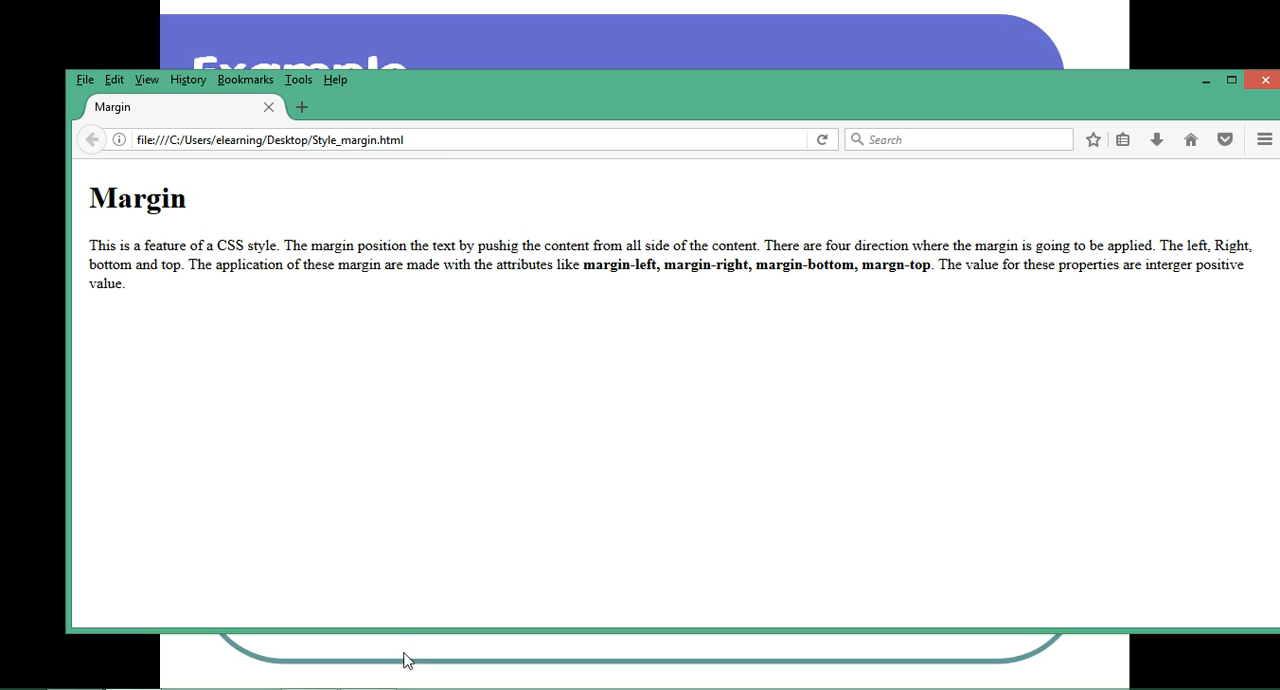 Example
File Edit View History Bookmarks Tools Help
Margin
file:///C:/Users/elearning/Desktop/Style_margin.html
Search
Margin
This is a feature of a CSS style. The margin position the text by pushig the content from all side of the content. There are four direction where the margin is going to be applied. The left, Right,
bottom and top. The application of these margin are made with the attributes like margin-left, margin-right, margin-bottom, margn-top. The value for these properties are interger positive
value.